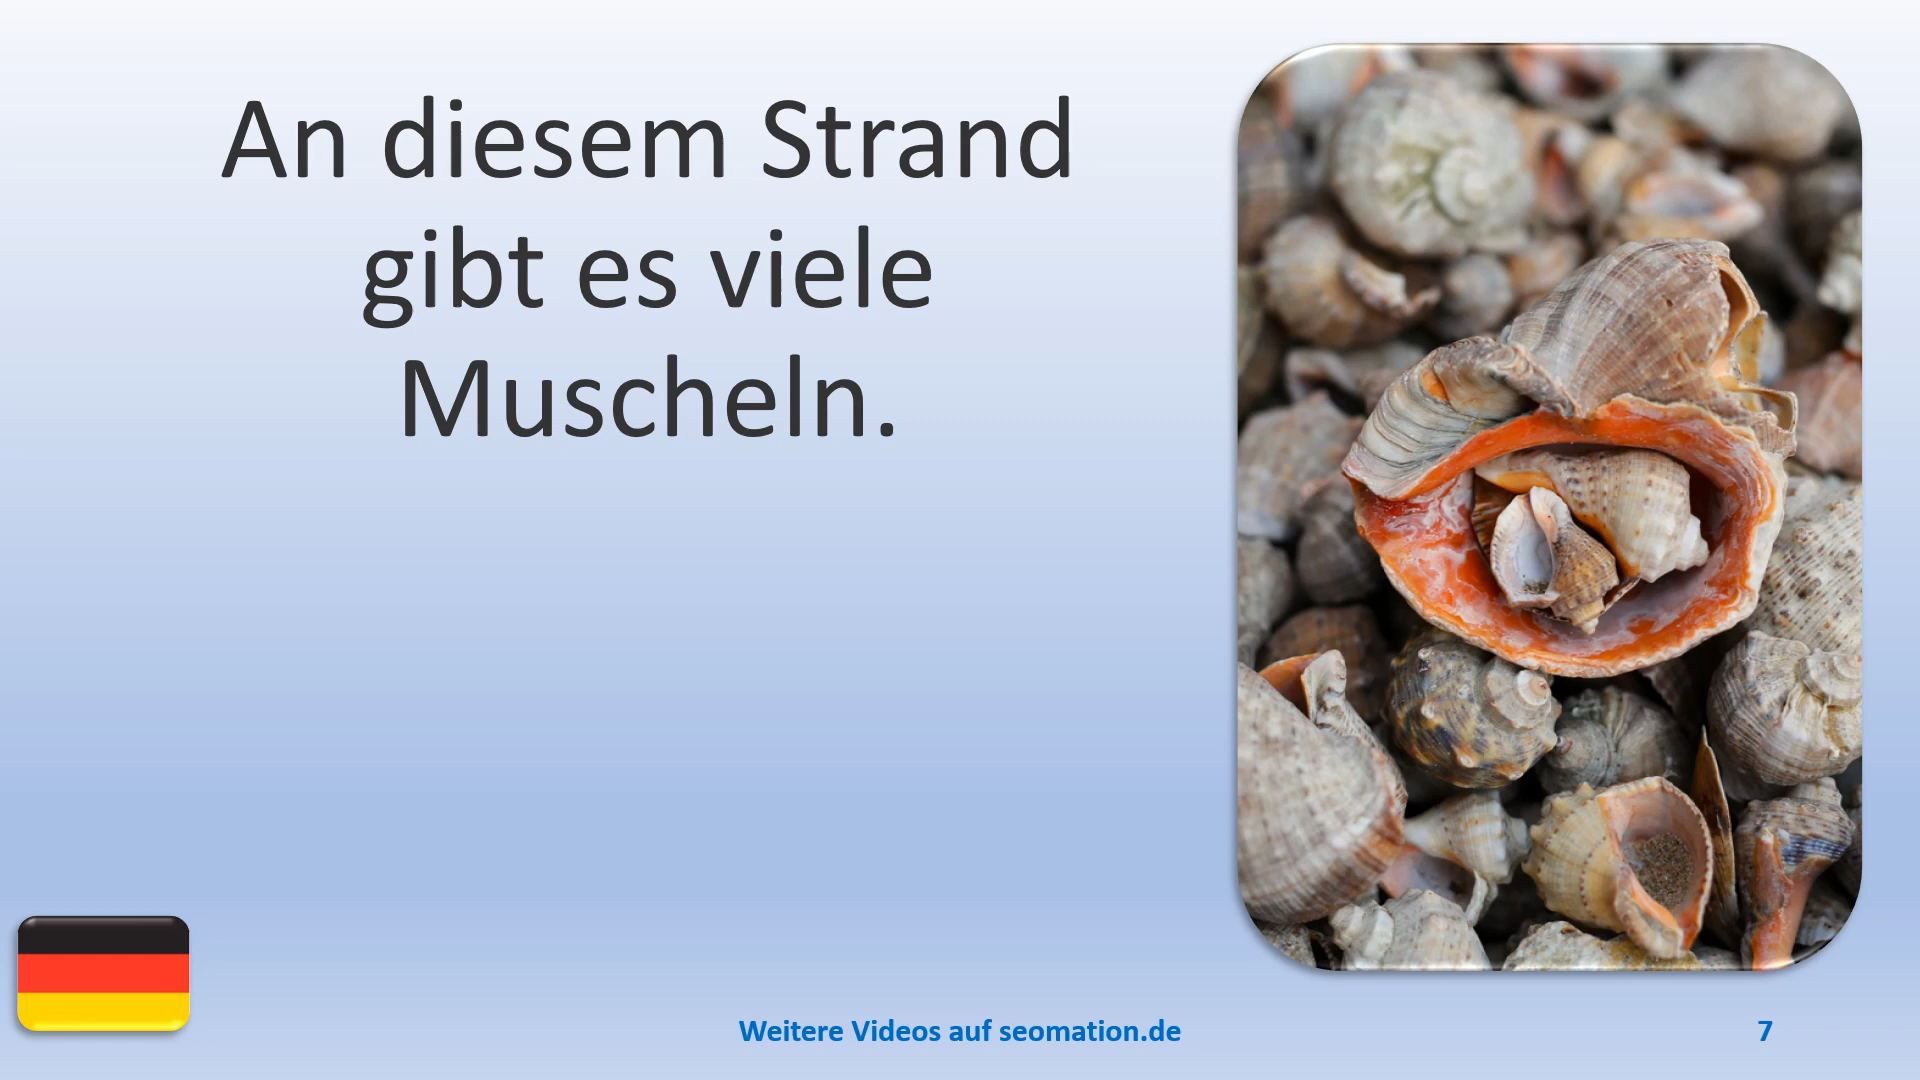 An diesem Strand
gibt es viele
Muscheln.
Weitere Videos auf seomation.de
7